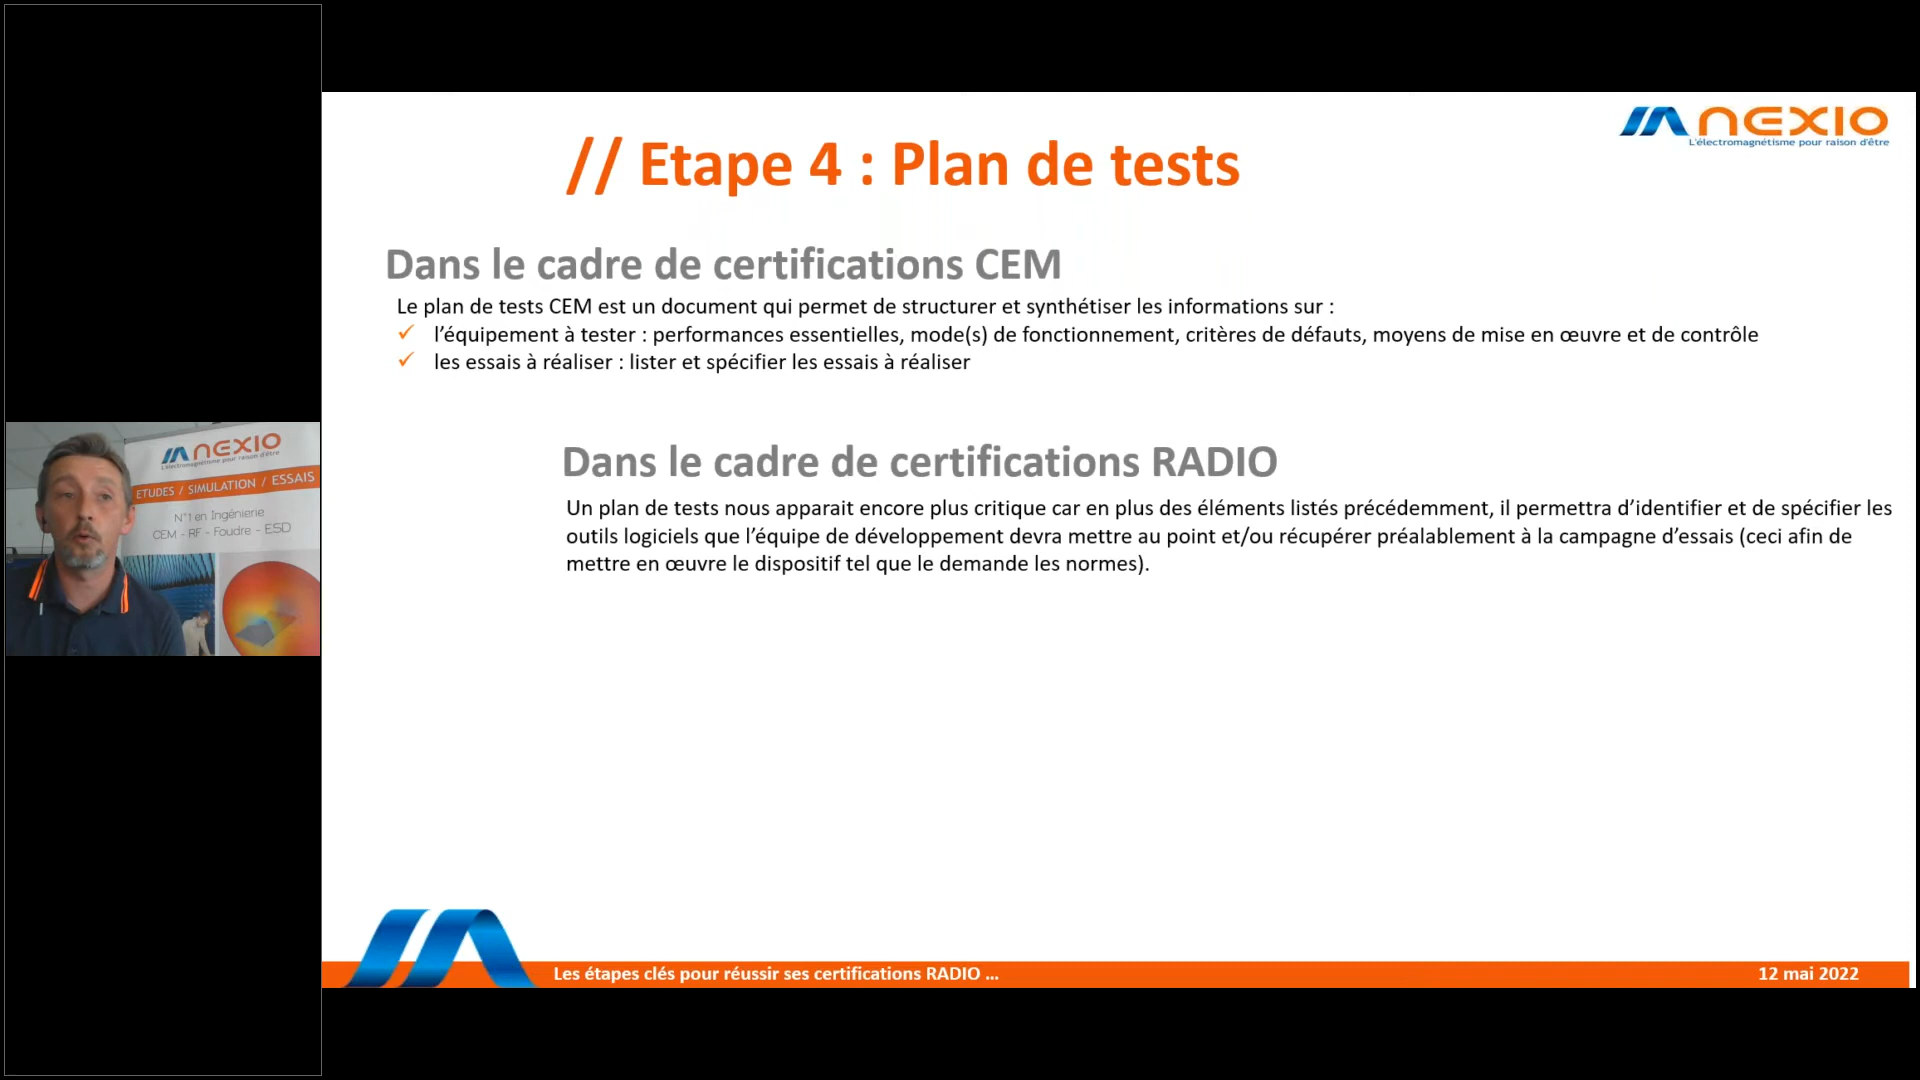 nexio
L'électromagnétisme pour raison d'être
// Etape 4 : Plan de tests
Dans le cadre de certifications CEM
Le plan de tests CEM est un document qui permet de structurer et synthétiser les informations sur :
✓ l’équipement à tester : performances essentielles, mode(s) de fonctionnement, critères de défauts, moyens de mise en œuvre et de contrôle
✓ les essais à réaliser : lister et spécifier les essais à réaliser
Dans le cadre de certifications RADIO
Un plan de tests nous apparait encore plus critique car en plus des éléments listés précédemment, il permettra d’identifier et de spécifier les
outils logiciels que l’équipe de développement devra mettre au point et/ou récupérer préalablement à la campagne d’essais (ceci afin de
mettre en œuvre le dispositif tel que le demande les normes).
nexio
L'électromagnétisme pour raison d'être
ETUDES / SIMULATION / ESSAIS
N°1 en Ingénierie
CEM - RF - Foudre - ESD
Les étapes clés pour réussir ses certifications RADIO ...
12 mai 2022